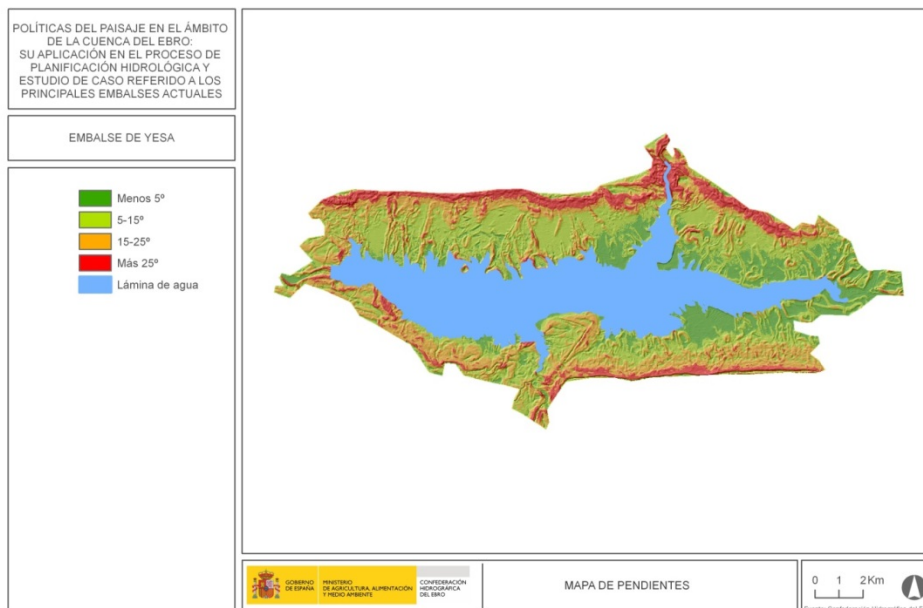 POLÍTICAS DEL PAISAJE EN EL ÁMBITO
DE LA CUENCA DEL EBRO:
SU APLICACIÓN EN EL PROCESO DE
PLANIFICACIÓN HIDROLÓGICA Y
ESTUDIO DE CASO REFERIDO A LOS
PRINCIPALES EMBALSES ACTUALES
EMBALSE DE YESA
Menos 5º
5-15º
15-25º
Más 25º
Lámina de agua
GOBIERNO
DE ESPAÑA
MINISTERIO
DE AGRICULTURA, ALIMENTACIÓN
Y MEDIO AMBIENTE
CONFEDERACIÓN
HIDROGRÁFICA
DEL EBRO
MAPA DE PENDIENTES
0 1 2Km